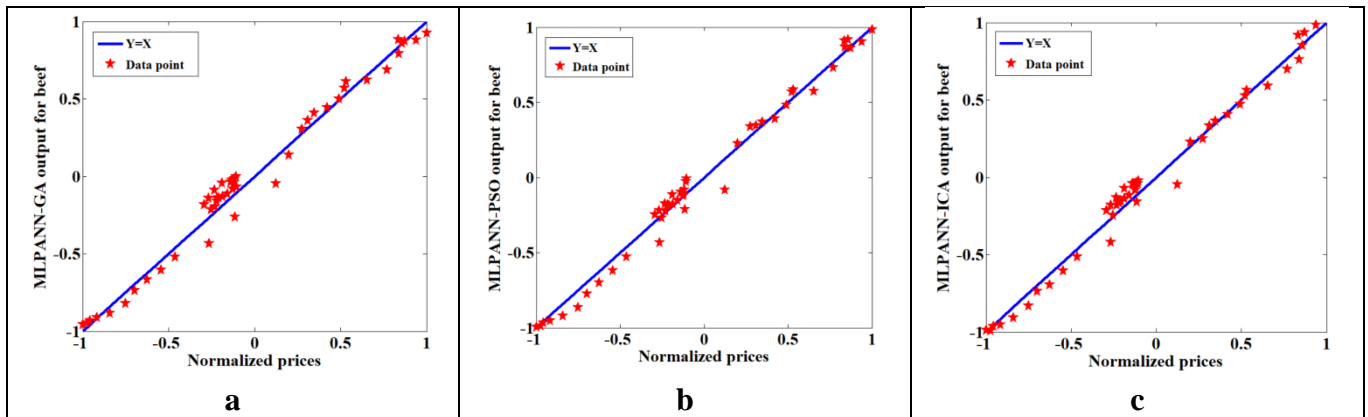 MLPANN-GA output for beef
1
0.5
0
-0.5
-1
Y=X
Data point
-1
-0.5
0
0.5
1
Normalized prices
a
MLPANN-PSO output for beef
1
0.5
0
-0.5
-1
Y=X
Data point
-1
-0.5
0
0.5
1
Normalized prices
b
MLPANN-ICA output for beef
1
0.5
0
-0.5
-1
Y=X
Data point
-1
-0.5
0
0.5
1
Normalized prices
c